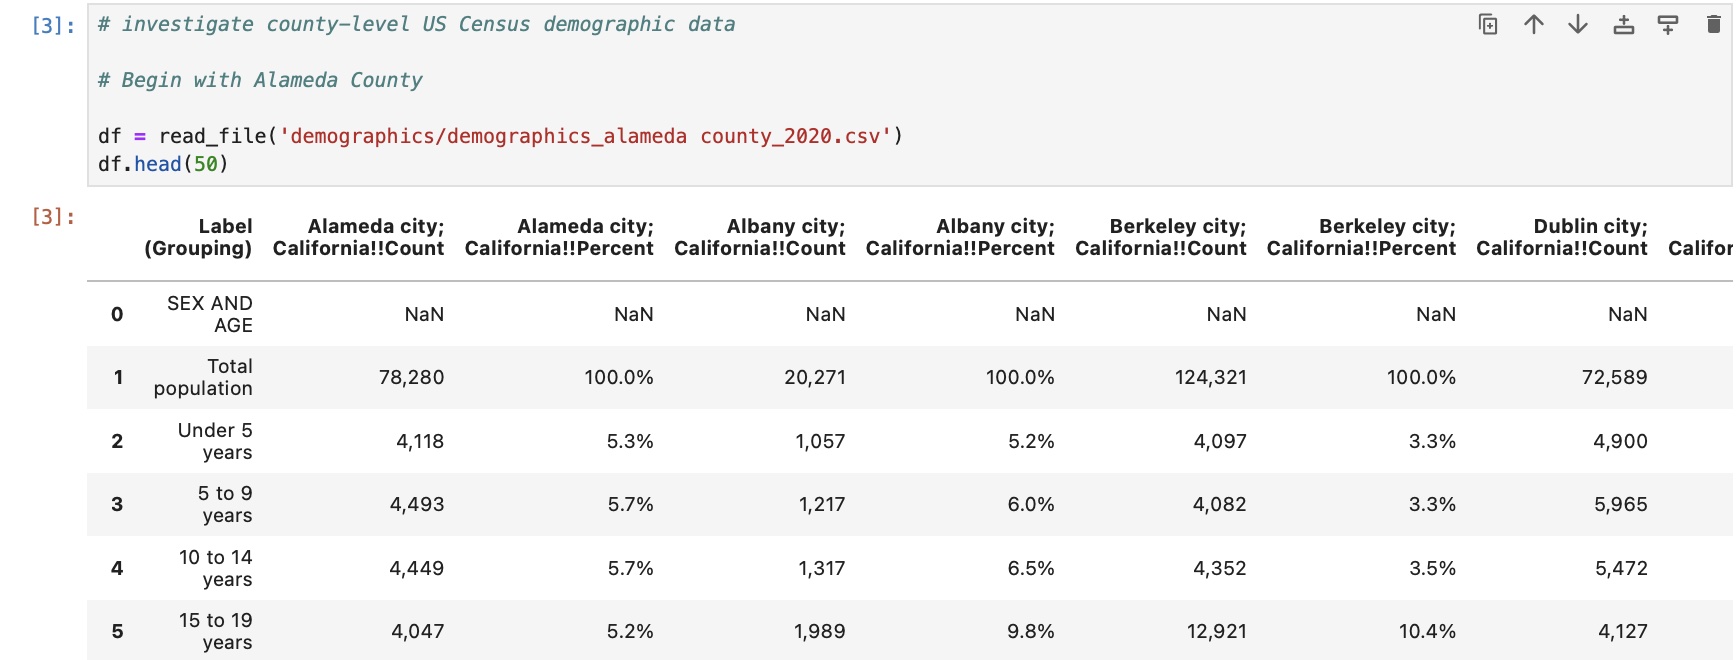 [3]: # investigate county-level US Census demographic data
# Begin with Alameda County
df = read_file('demographics/demographics_alameda county_2020.csv')
df.head(50)
[3]:
Label (Grouping) Alameda city; California!!Count Alameda city; California!!Percent Albany city; California!!Count Albany city; California!!Percent Berkeley city; California!!Count Berkeley city; California!!Percent Dublin city; California!!Count Califor
0 SEX AND AGE NaN NaN NaN NaN NaN NaN NaN
1 Total population 78,280 100.0% 20,271 100.0% 124,321 100.0% 72,589
2 Under 5 years 4,118 5.3% 1,057 5.2% 4,097 3.3% 4,900
3 5 to 9 years 4,493 5.7% 1,217 6.0% 4,082 3.3% 5,965
4 10 to 14 years 4,449 5.7% 1,317 6.5% 4,352 3.5% 5,472
5 15 to 19 years 4,047 5.2% 1,989 9.8% 12,921 10.4% 4,127